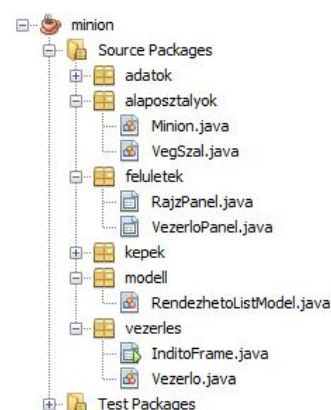 minion
Source Packages
adatok
alaposztalyok
Minion.java
VegSzal.java
feluletek
RajzPanel.java
VezerloPanel.java
kepek
modell
RendezhetoListModel.java
vezerles
InditoFrame.java
Vezerlo.java
Test Packages